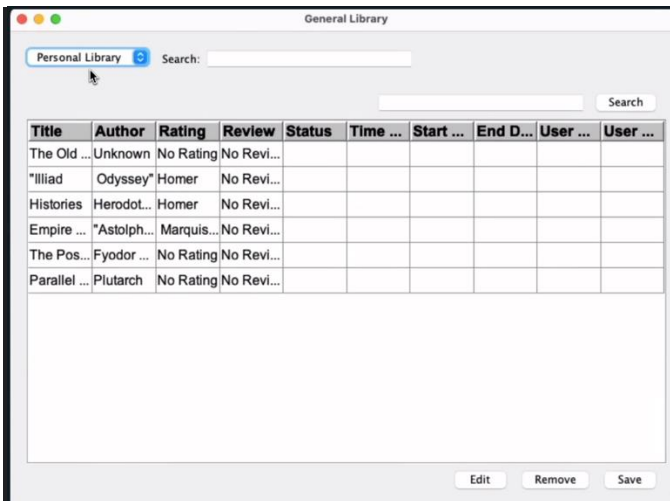 General Library
Personal Library Search:
Search
Title Author Rating Review Status Time ... Start ... End D... User ... User ...
The Old ... Unknown No Rating No Revi...
"Illiad Odyssey" Homer No Revi...
Histories Herodot... Homer No Revi...
Empire ... "Astolph... Marquis... No Revi...
The Pos... Fyodor ... No Rating No Revi...
Parallel ... Plutarch No Rating No Revi...
Edit Remove Save